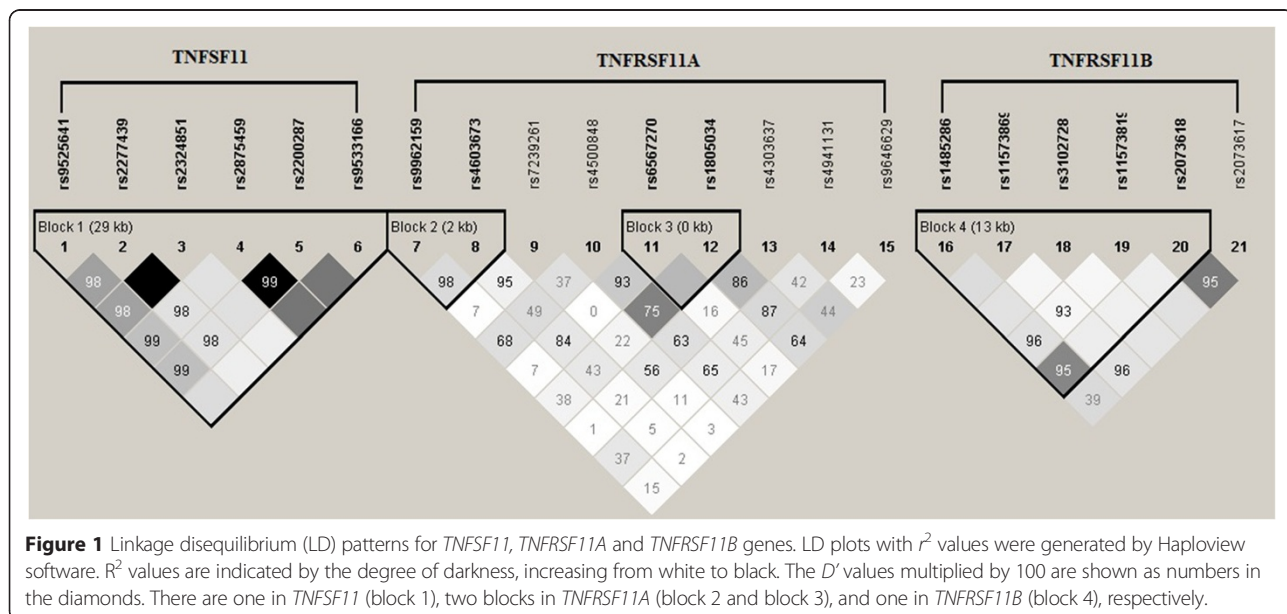 TNFSF11 TNFRSF11A TNFRSF11B
rs9525641 rs2277439 rs2324851 rs2875459 rs2200287 rs9533166 rs9962159 rs4603673 rs7239261 rs4500848 rs6567270 rs1805034 rs4303637 rs4941131 rs9646629 rs1485286 rs11573869 rs3102728 rs11573819 rs2073618 rs2073617
Block 1 (29 kb) Block 2 (2 kb) Block 3 (0 kb) Block 4 (13 kb)
1 2 3 4 5 6 7 8 9 10 11 12 13 14 15 16 17 18 19 20 21
98 99 98 95 37 93 86 42 23 95
98 98 7 49 0 75 16 87 44 93
99 98 68 84 22 63 45 64 96
99 7 43 56 65 17 95 96
38 21 11 43 39
1 5 3
37 2
15
Figure 1 Linkage disequilibrium (LD) patterns for TNFSF11, TNFRSF11A and TNFRSF11B genes. LD plots with r² values were generated by Haploview
software. R² values are indicated by the degree of darkness, increasing from white to black. The D′ values multiplied by 100 are shown as numbers in
the diamonds. There are one in TNFSF11 (block 1), two blocks in TNFRSF11A (block 2 and block 3), and one in TNFRSF11B (block 4), respectively.